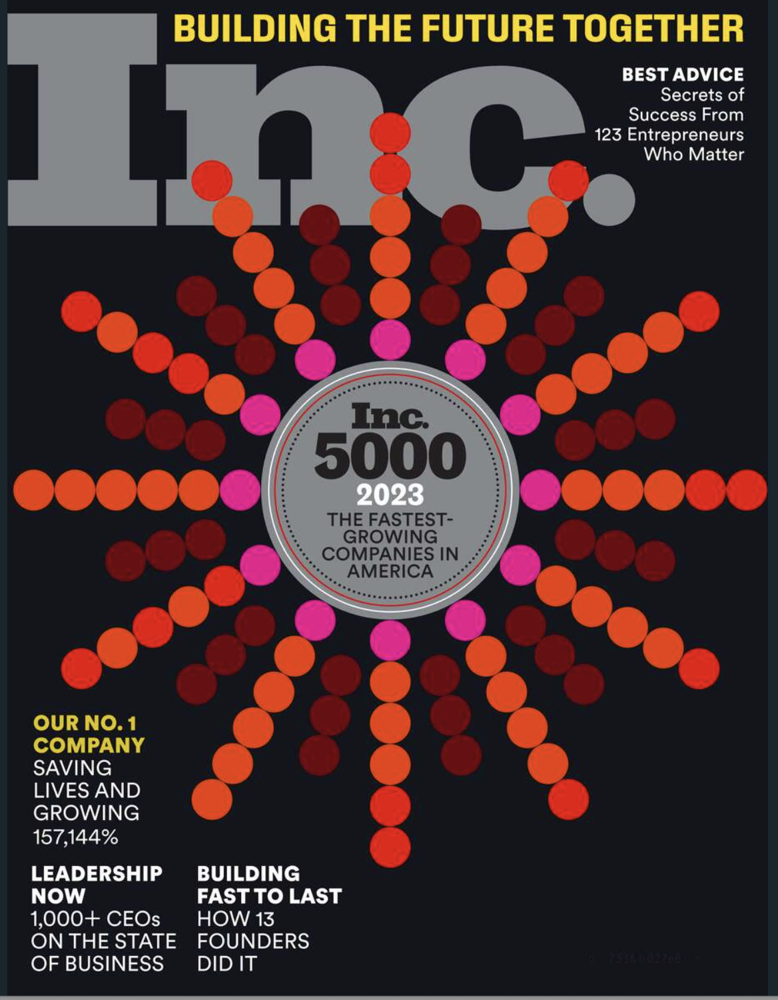 BUILDING THE FUTURE TOGETHER
Inc.
BEST ADVICE
Secrets of
Success From
123 Entrepreneurs
Who Matter
Inc.
5000
2023
THE FASTEST-
GROWING
COMPANIES IN
AMERICA
OUR NO. 1
COMPANY
SAVING
LIVES AND
GROWING
157,144%
LEADERSHIP
NOW
1,000+ CEOs
ON THE STATE
OF BUSINESS
BUILDING
FAST TO LAST
HOW 13
FOUNDERS
DID IT